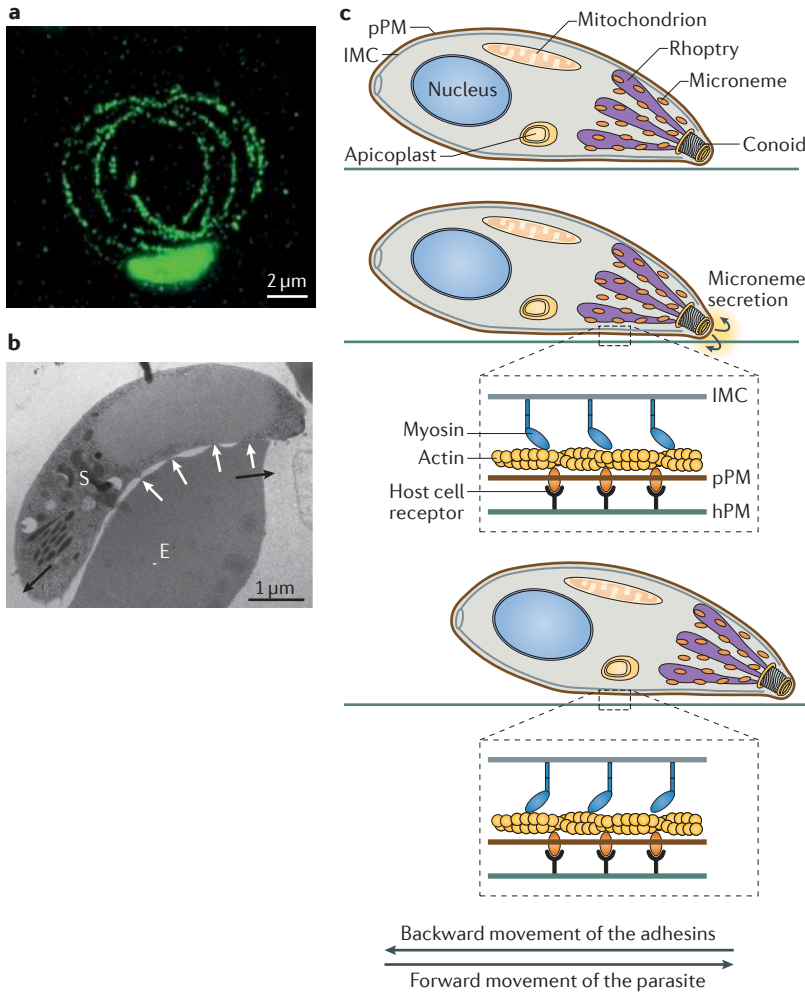 a
2 µm
b
S
E
1 µm
c
pPM
IMC
Mitochondrion
Rhoptry
Microneme
Nucleus
Apicoplast
Conoid
Microneme
secretion
IMC
Myosin
Actin
pPM
Host cell
receptor
hPM
Backward movement of the adhesins
Forward movement of the parasite